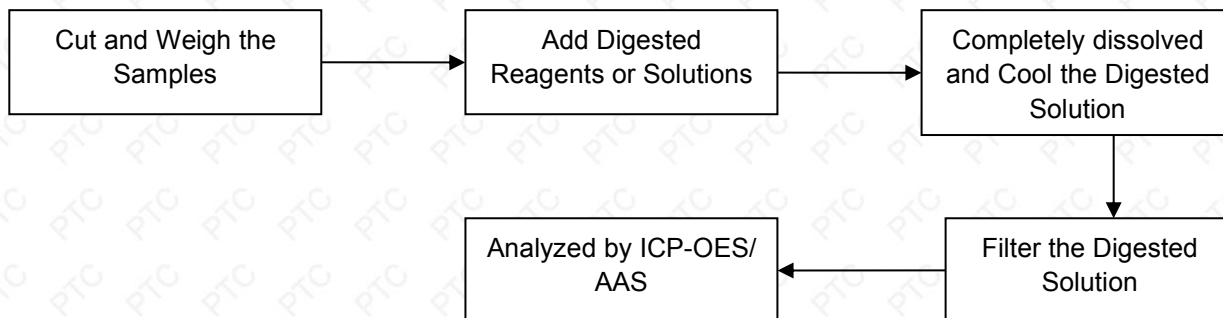 Cut and Weigh the
Samples
Add Digested
Reagents or Solutions
Completely dissolved
and Cool the Digested
Solution
Filter the Digested
Solution
Analyzed by ICP-OES/
AAS
PTC